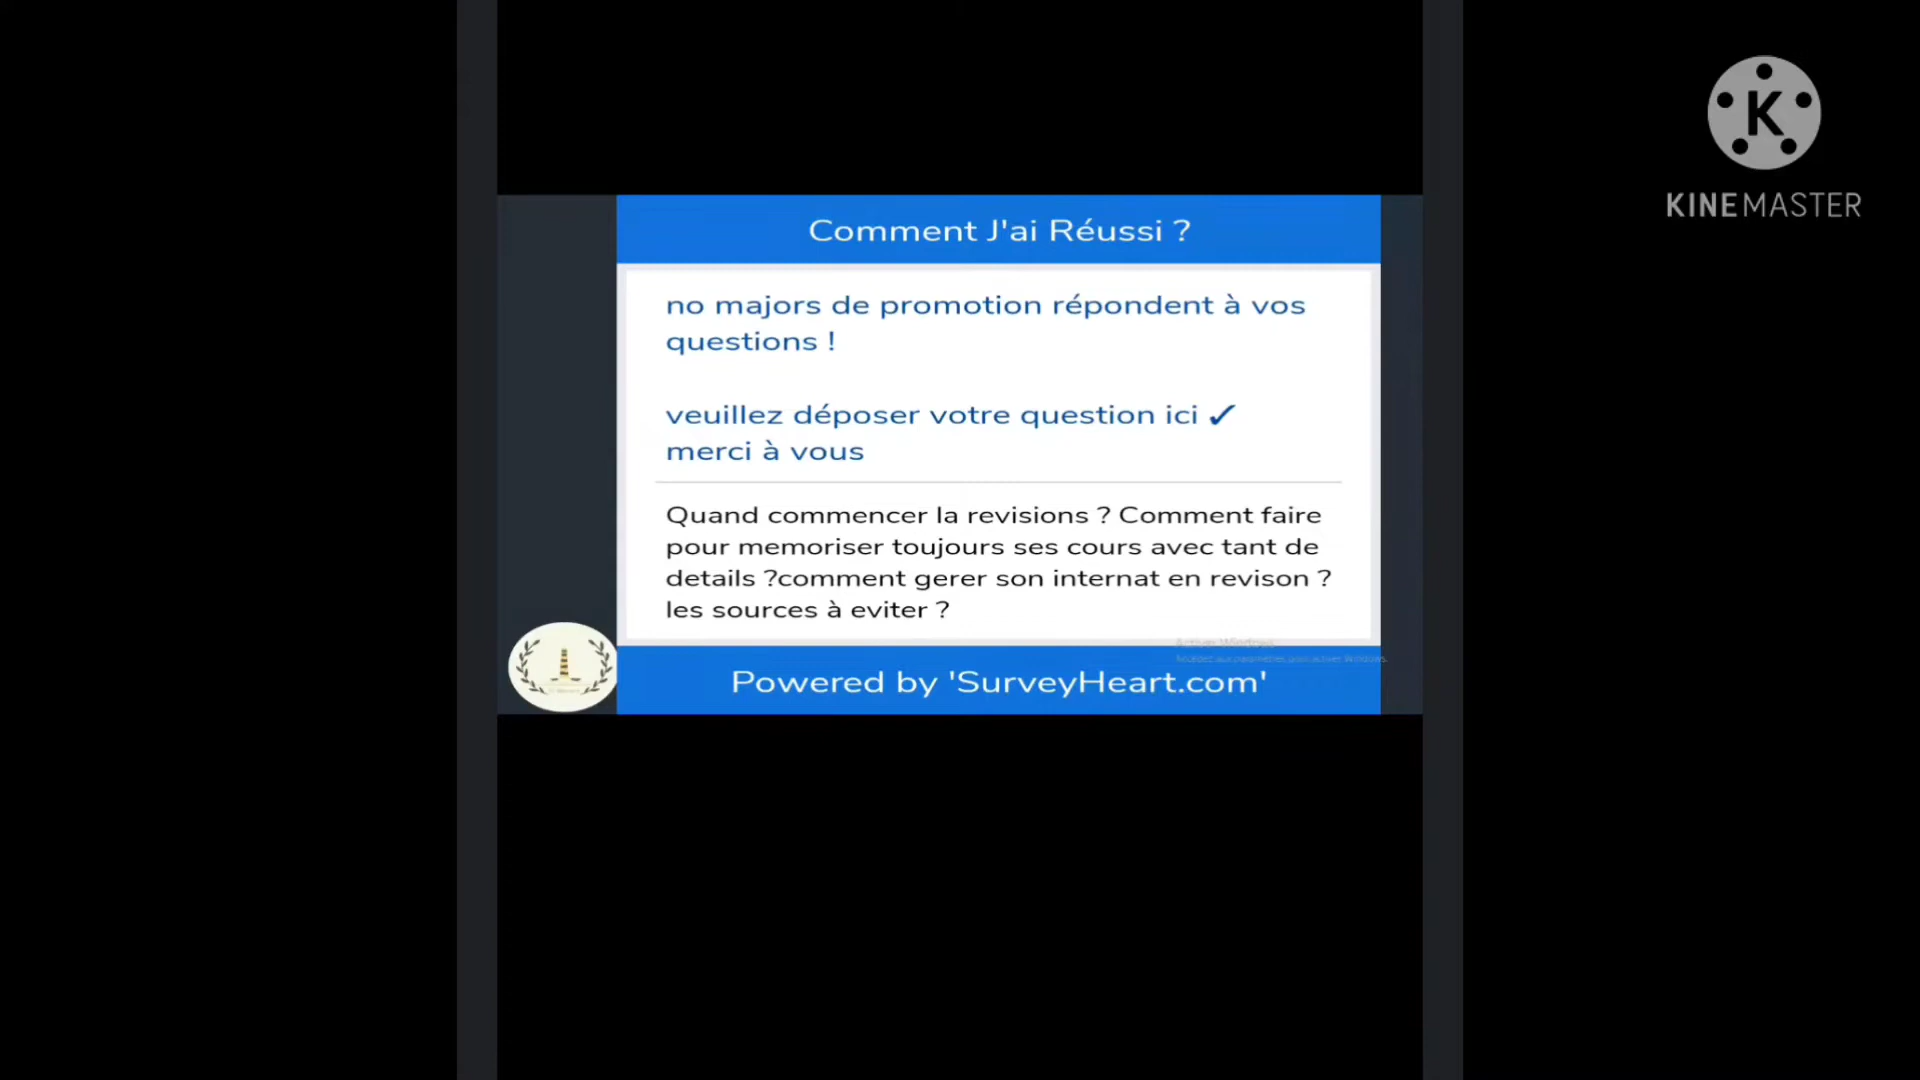 K
KINEMASTER
Comment J'ai Réussi ?
no majors de promotion répondent à vos
questions !
veuillez déposer votre question ici ✓
merci à vous
Quand commencer la revisions ? Comment faire
pour memoriser toujours ses cours avec tant de
details ?comment gerer son internat en revison ?
les sources à eviter ?
Activer Windows
Powered by 'SurveyHeart.com'